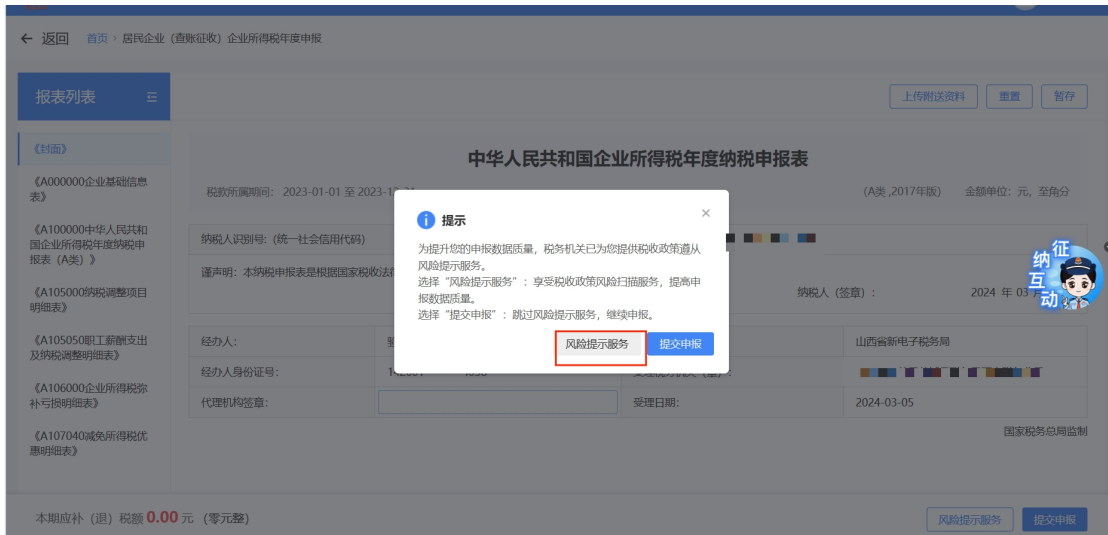 ← 返回 首页 > 居民企业（查账征收）企业所得税年度申报
报表列表
上传附送资料 重置 暂存
《封面》
《A000000企业基础信息
表》
《A100000中华人民共和
国企业所得税年度纳税申
报表（A类）》
《A105000纳税调整项目
明细表》
《A105050职工薪酬支出
及纳税调整明细表》
《A106000企业所得税弥
补亏损明细表》
《A107040减免所得税优
惠明细表》
中华人民共和国企业所得税年度纳税申报表
税款所属期间：2023-01-01 至 2023-12-31
(A类 ,2017年版) 金额单位：元，至角分
纳税人识别号:（统一社会信用代码）
谨声明：本纳税申报表是根据国家税收法
纳税人（签章）：
2024 年 03
提示
×
为提升您的申报数据质量，税务机关已为您提供税收政策遵从
风险提示服务。
选择“风险提示服务”：享受税收政策风险扫描服务，提高申
报数据质量。
选择“提交申报”：跳过风险提示服务，继续申报。
风险提示服务 提交申报
经办人：
山西省新电子税务局
经办人身份证号：
代理机构签章：
受理日期：
2024-03-05
国家税务总局监制
征
纳
互
动
本期应补（退）税额 0.00 元 （零元整）
风险提示服务 提交申报